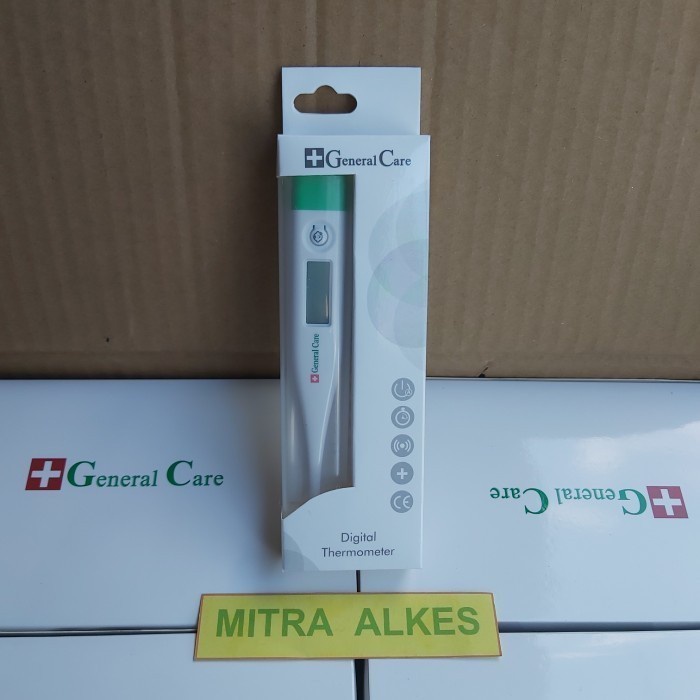 General Care
General Care
Digital
Thermometer
General Care
General Care
MITRA ALKES